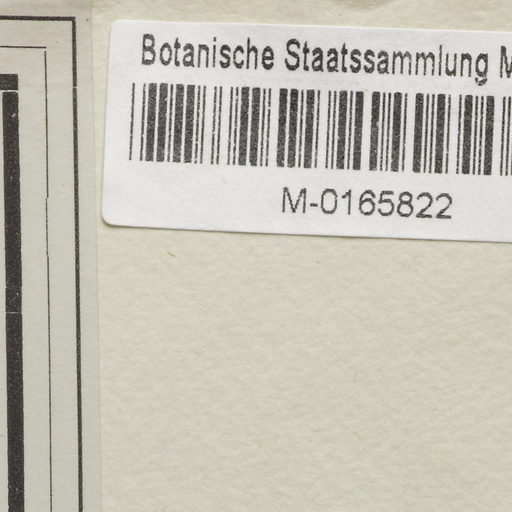 Botanische Staatssammlung M
M-0165822